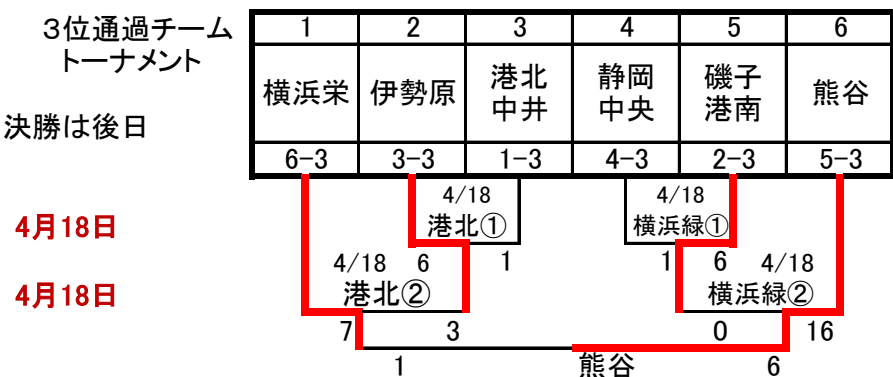 3位通過チーム
トーナメント
決勝は後日
1 2 3 4 5 6
横浜栄 伊勢原 港北中井 静岡中央 磯子港南 熊谷
6-3 3-3 1-3 4-3 2-3 5-3
4/18 4/18
4月18日 港北① 横浜緑①
4/18 6 1 1 6 4/18
4月18日 港北② 横浜緑②
7 3 0 16
1 熊谷 6